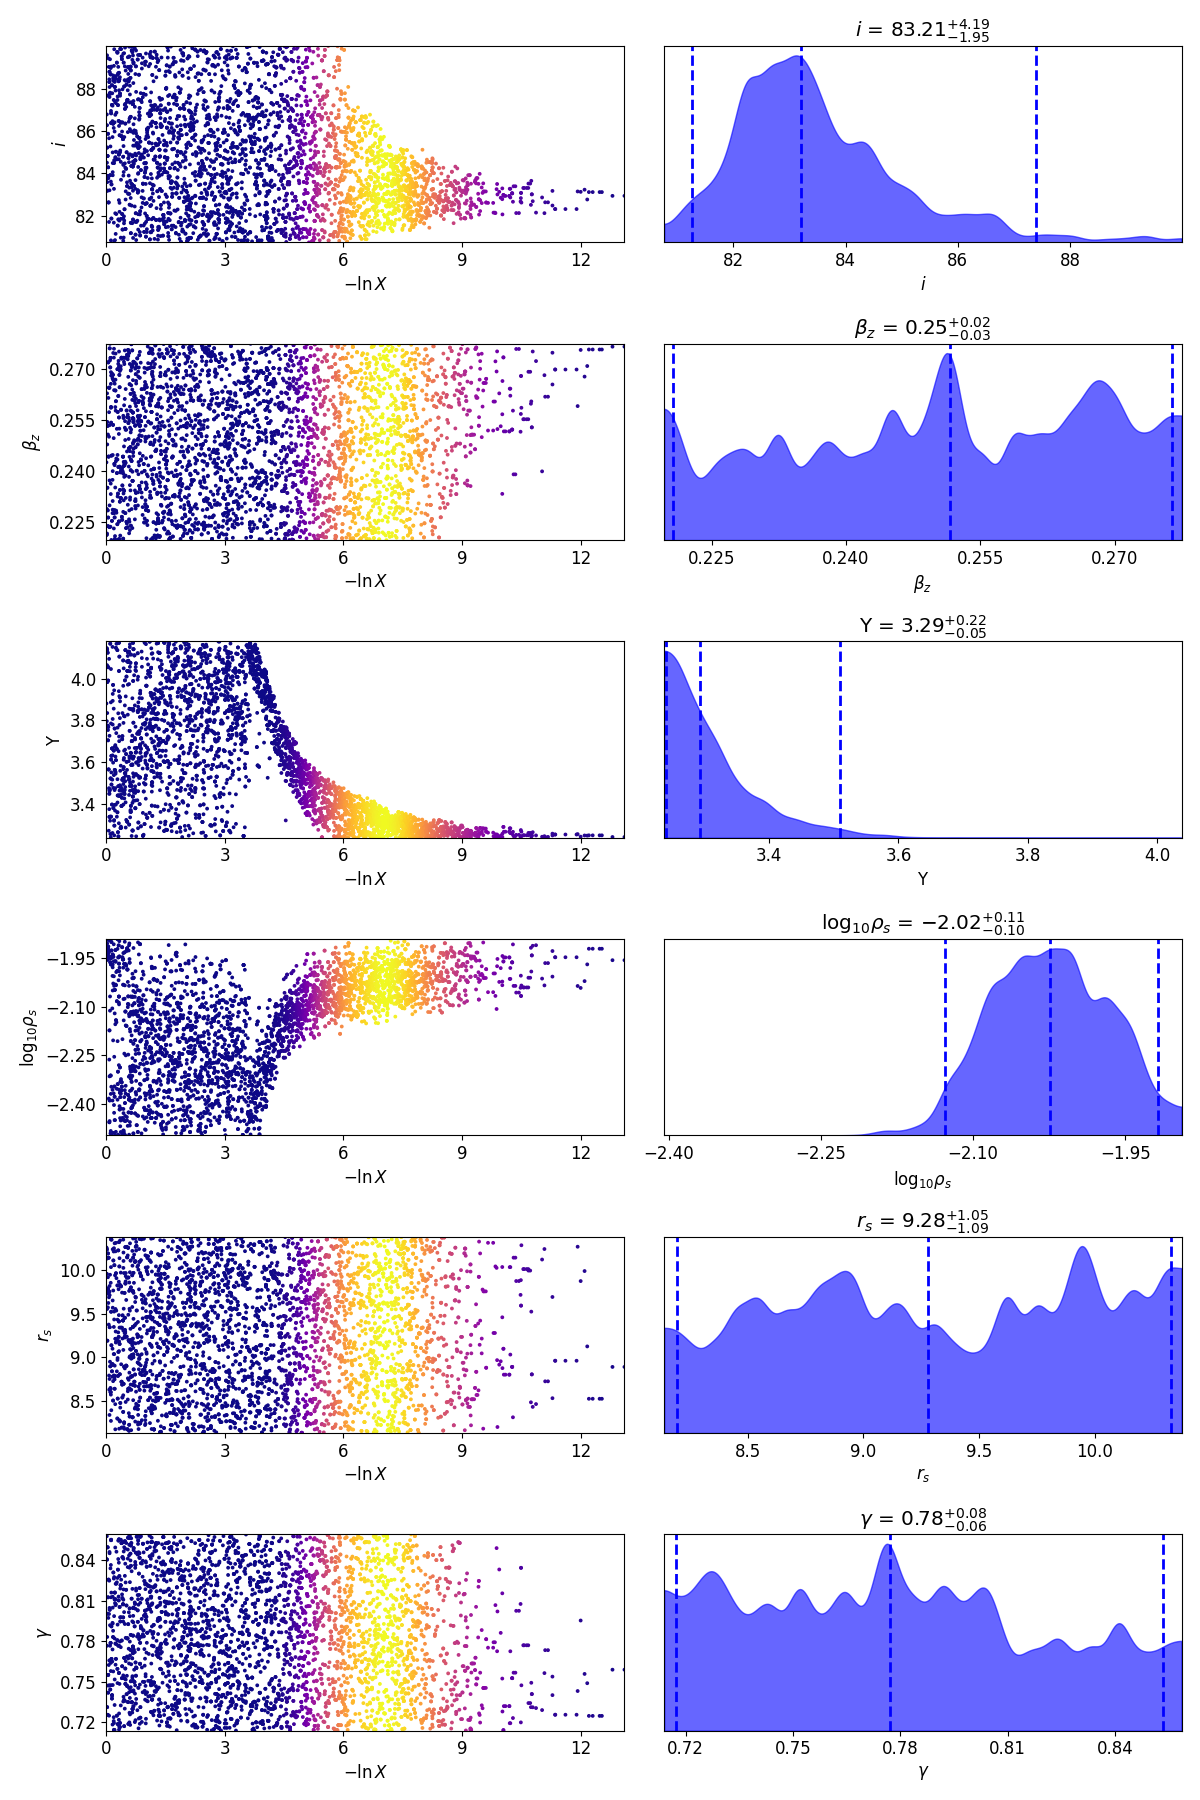 i = 83.21+4.19−1.95
88
86
84
82
i
0 3 6 9 12
−ln X
82 84 86 88
i
βz = 0.25+0.02−0.03
0.270
0.255
0.240
0.225
βz
0 3 6 9 12
−ln X
0.225 0.240 0.255 0.270
βz
Y = 3.29+0.22−0.05
4.0
3.8
3.6
3.4
Y
0 3 6 9 12
−ln X
3.4 3.6 3.8 4.0
Y
log10ρs = −2.02+0.11−0.10
−1.95
−2.10
−2.25
−2.40
log10ρs
0 3 6 9 12
−ln X
−2.40 −2.25 −2.10 −1.95
log10ρs
rs = 9.28+1.05−1.09
10.0
9.5
9.0
8.5
rs
0 3 6 9 12
−ln X
8.5 9.0 9.5 10.0
rs
γ = 0.78+0.08−0.06
0.84
0.81
0.78
0.75
0.72
γ
0 3 6 9 12
−ln X
0.72 0.75 0.78 0.81 0.84
γ